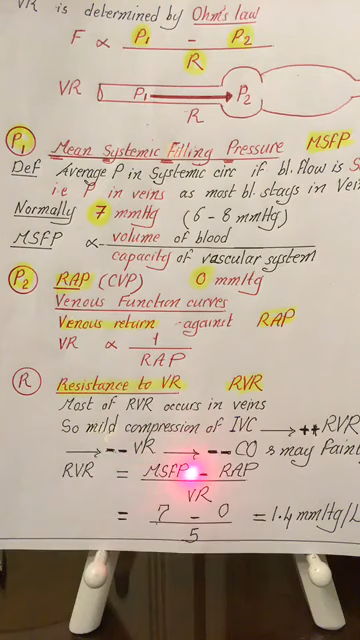 VR is determined by Ohm's law
F ∝ P1 - P2
R
VR P1 P2
R
P1 Mean Systemic Filling Pressure MSFP
Def Average P in Systemic circ if bl. flow is
i.e P in veins as most bl. stays in
Normally 7 mmHg (6 - 8 mmHg)
MSFP ∝ volume of blood
capacity of vascular system
P2 RAP (CVP) 0 mmHg
Venous Function curves
Venous return against RAP
VR ∝ 1
RAP
R Resistance to VR RVR
Most of RVR occurs in veins
So mild compression of IVC → ++ RVR
→ -- VR → -- CO & may
RVR = MSFP - RAP
VR
= 7 - 0 = 1.4 mmHg/L
5